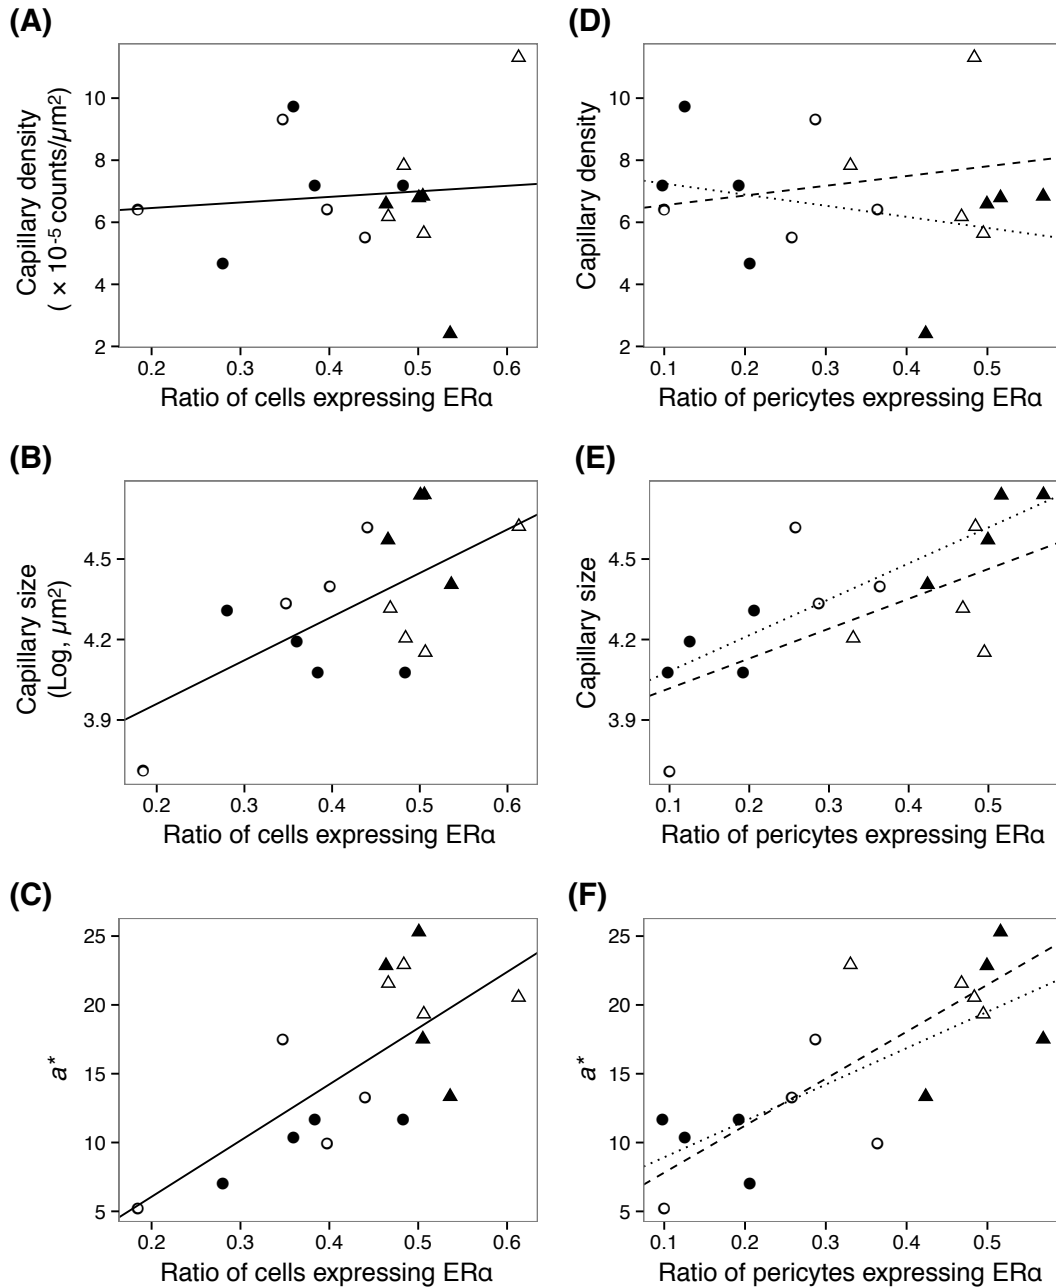 (A)
Capillary density
( × 10-5 counts/μm2)
10
8
6
4
2
0.2 0.3 0.4 0.5 0.6
Ratio of cells expressing ERα
(D)
Capillary density
10
8
6
4
2
0.1 0.2 0.3 0.4 0.5
Ratio of pericytes expressing ERα
(B)
Capillary size
(Log, μm2)
4.5
4.2
3.9
0.2 0.3 0.4 0.5 0.6
Ratio of cells expressing ERα
(E)
Capillary size
4.5
4.2
3.9
0.1 0.2 0.3 0.4 0.5
Ratio of pericytes expressing ERα
(C)
a*
25
20
15
10
5
0.2 0.3 0.4 0.5 0.6
Ratio of cells expressing ERα
(F)
a*
25
20
15
10
5
0.1 0.2 0.3 0.4 0.5
Ratio of pericytes expressing ERα